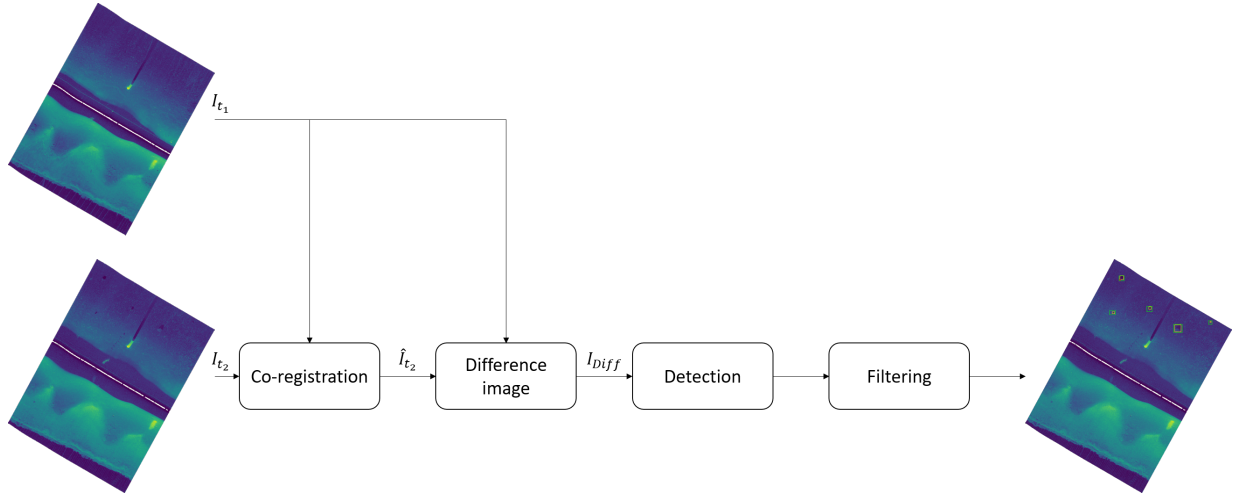 I_{t_1}
I_{t_2}
Co-registration
Î_{t_2}
Difference
image
I_{Diff}
Detection
Filtering